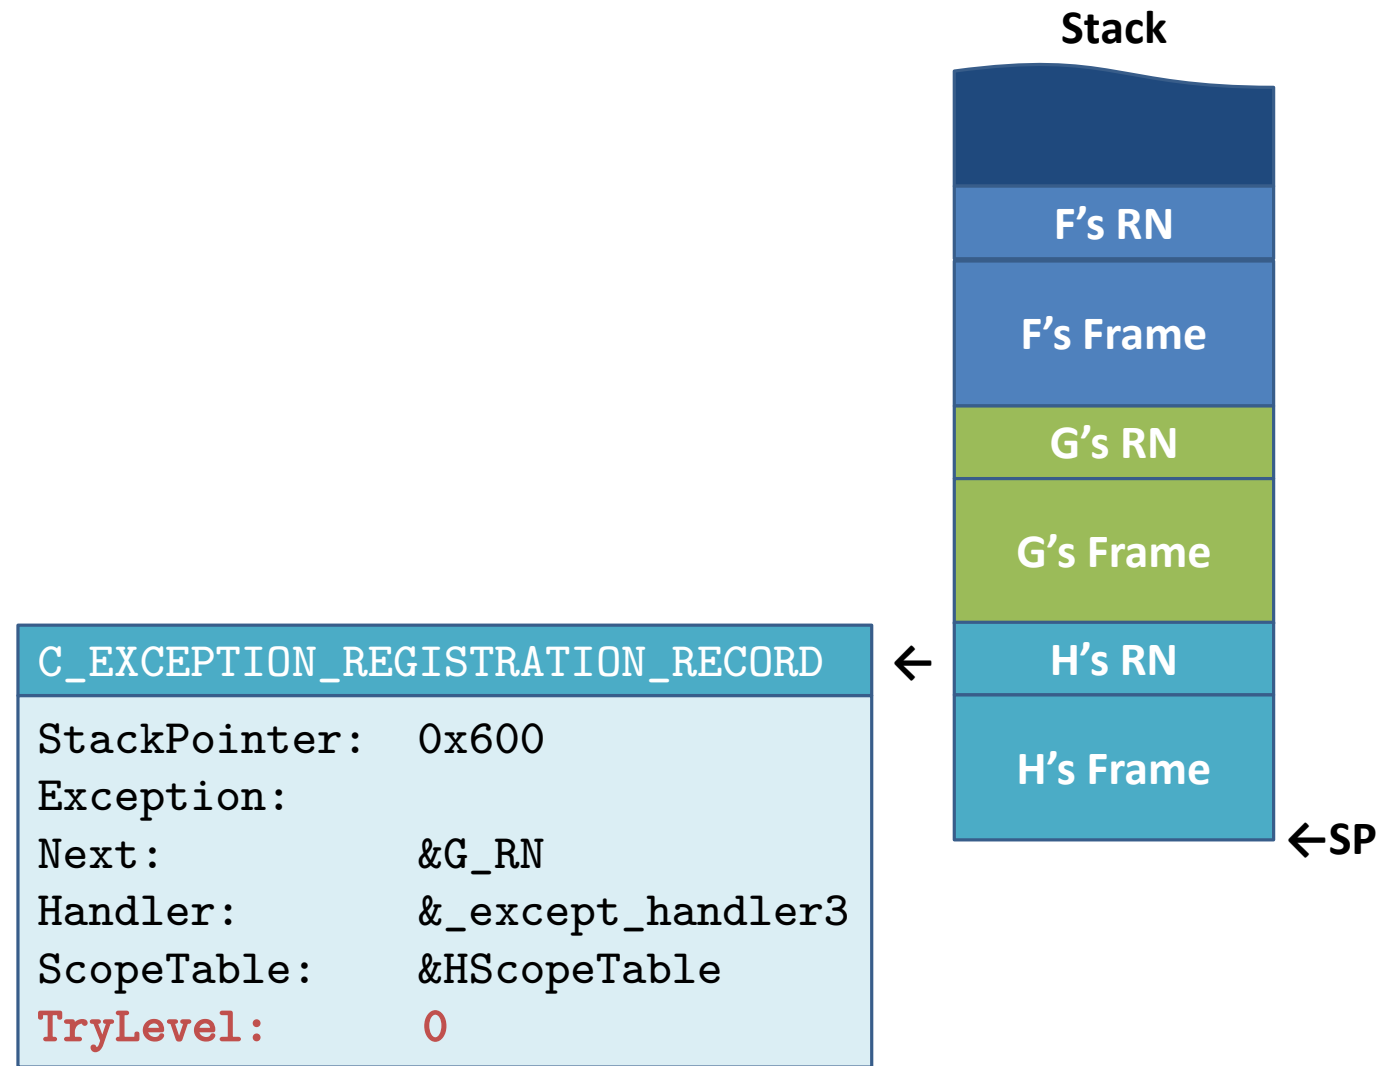 Stack
F’s RN
F’s Frame
G’s RN
G’s Frame
C_EXCEPTION_REGISTRATION_RECORD ← H’s RN
StackPointer: 0x600
H’s Frame
Exception:
Next: &G_RN
←SP
Handler: &_except_handler3
ScopeTable: &HScopeTable
TryLevel: 0